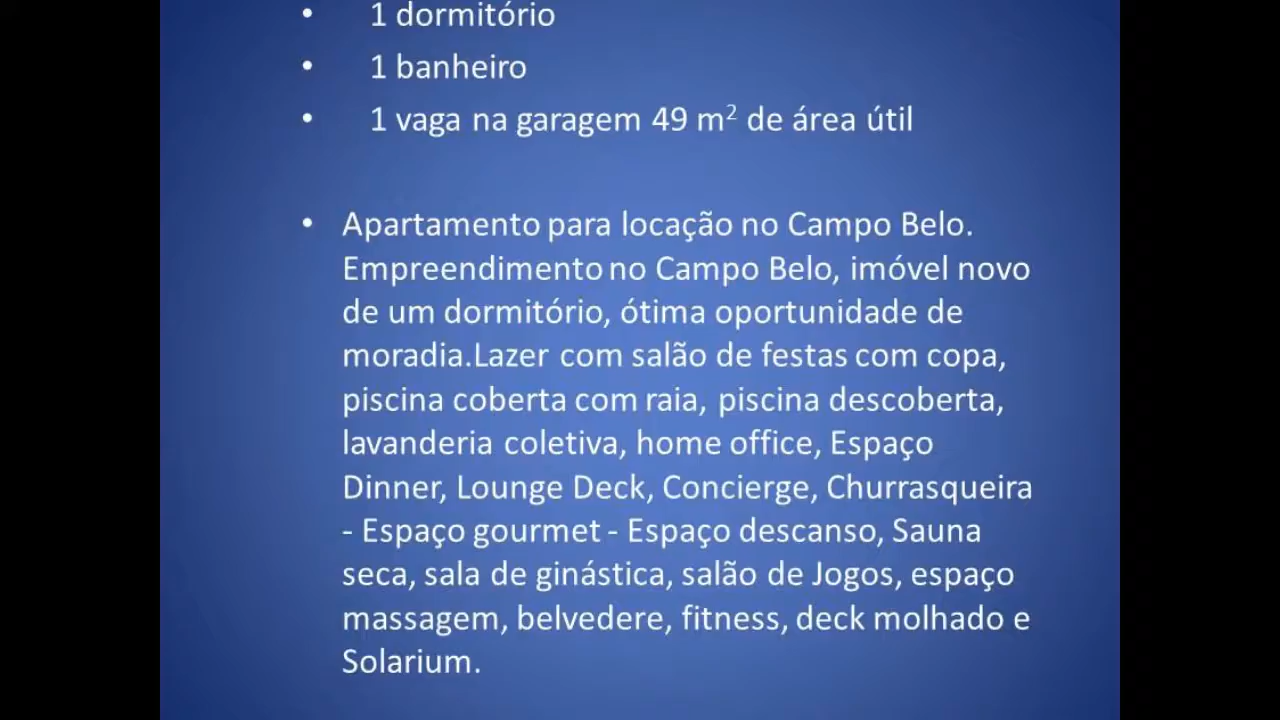 • 1 dormitório
• 1 banheiro
• 1 vaga na garagem 49 m² de área útil
• Apartamento para locação no Campo Belo.
Empreendimento no Campo Belo, imóvel novo
de um dormitório, ótima oportunidade de
moradia.Lazer com salão de festas com copa,
piscina coberta com raia, piscina descoberta,
lavanderia coletiva, home office, Espaço
Dinner, Lounge Deck, Concierge, Churrasqueira
- Espaço gourmet - Espaço descanso, Sauna
seca, sala de ginástica, salão de Jogos, espaço
massagem, belvedere, fitness, deck molhado e
Solarium.